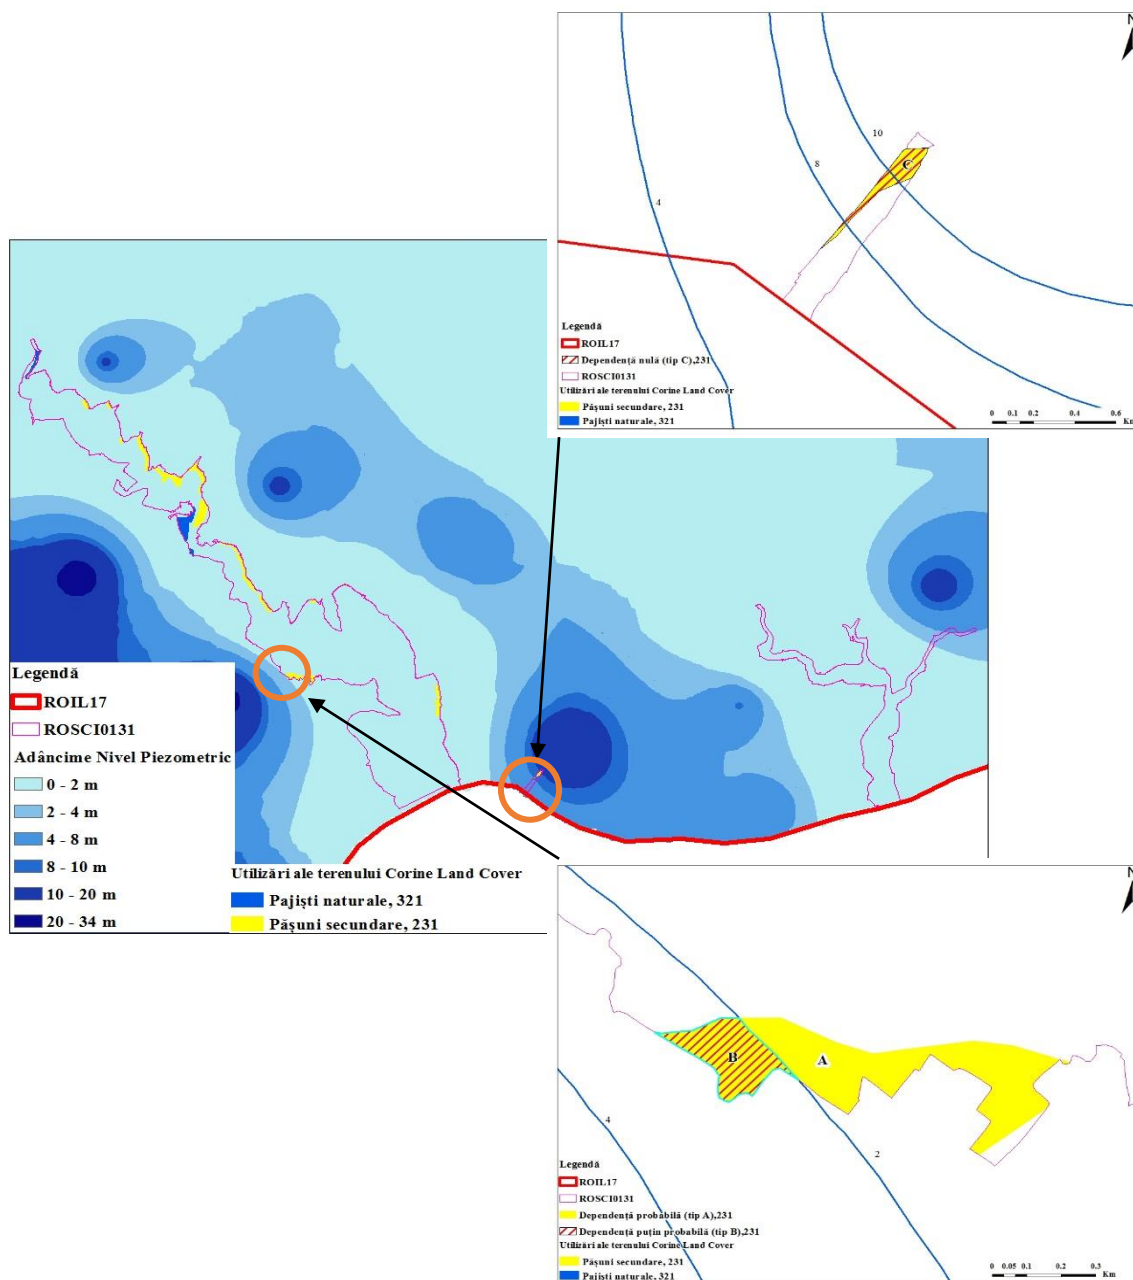 N
10
8
C
4
Legendă
ROIL17
Dependență nulă (tip C),231
ROSCI0131
Utilizări ale terenului Corine Land Cover
Pășuni secundare, 231
Pajiști naturale, 321
0 0.1 0.2 0.4 0.6
Km
Legendă
ROIL17
ROSCI0131
Adâncime Nivel Piezometric
0 - 2 m
2 - 4 m
4 - 8 m
8 - 10 m
10 - 20 m
20 - 34 m
Utilizări ale terenului Corine Land Cover
Pajiști naturale, 321
Pășuni secundare, 231
N
B
A
4
2
Legendă
ROIL17
ROSCI0131
Dependență probabilă (tip A),231
Dependență puțin probabilă (tip B),231
Utilizări ale terenului Corine Land Cover
Pășuni secundare, 231
Pajiști naturale, 321
0 0.05 0.1 0.2 0.3
Km